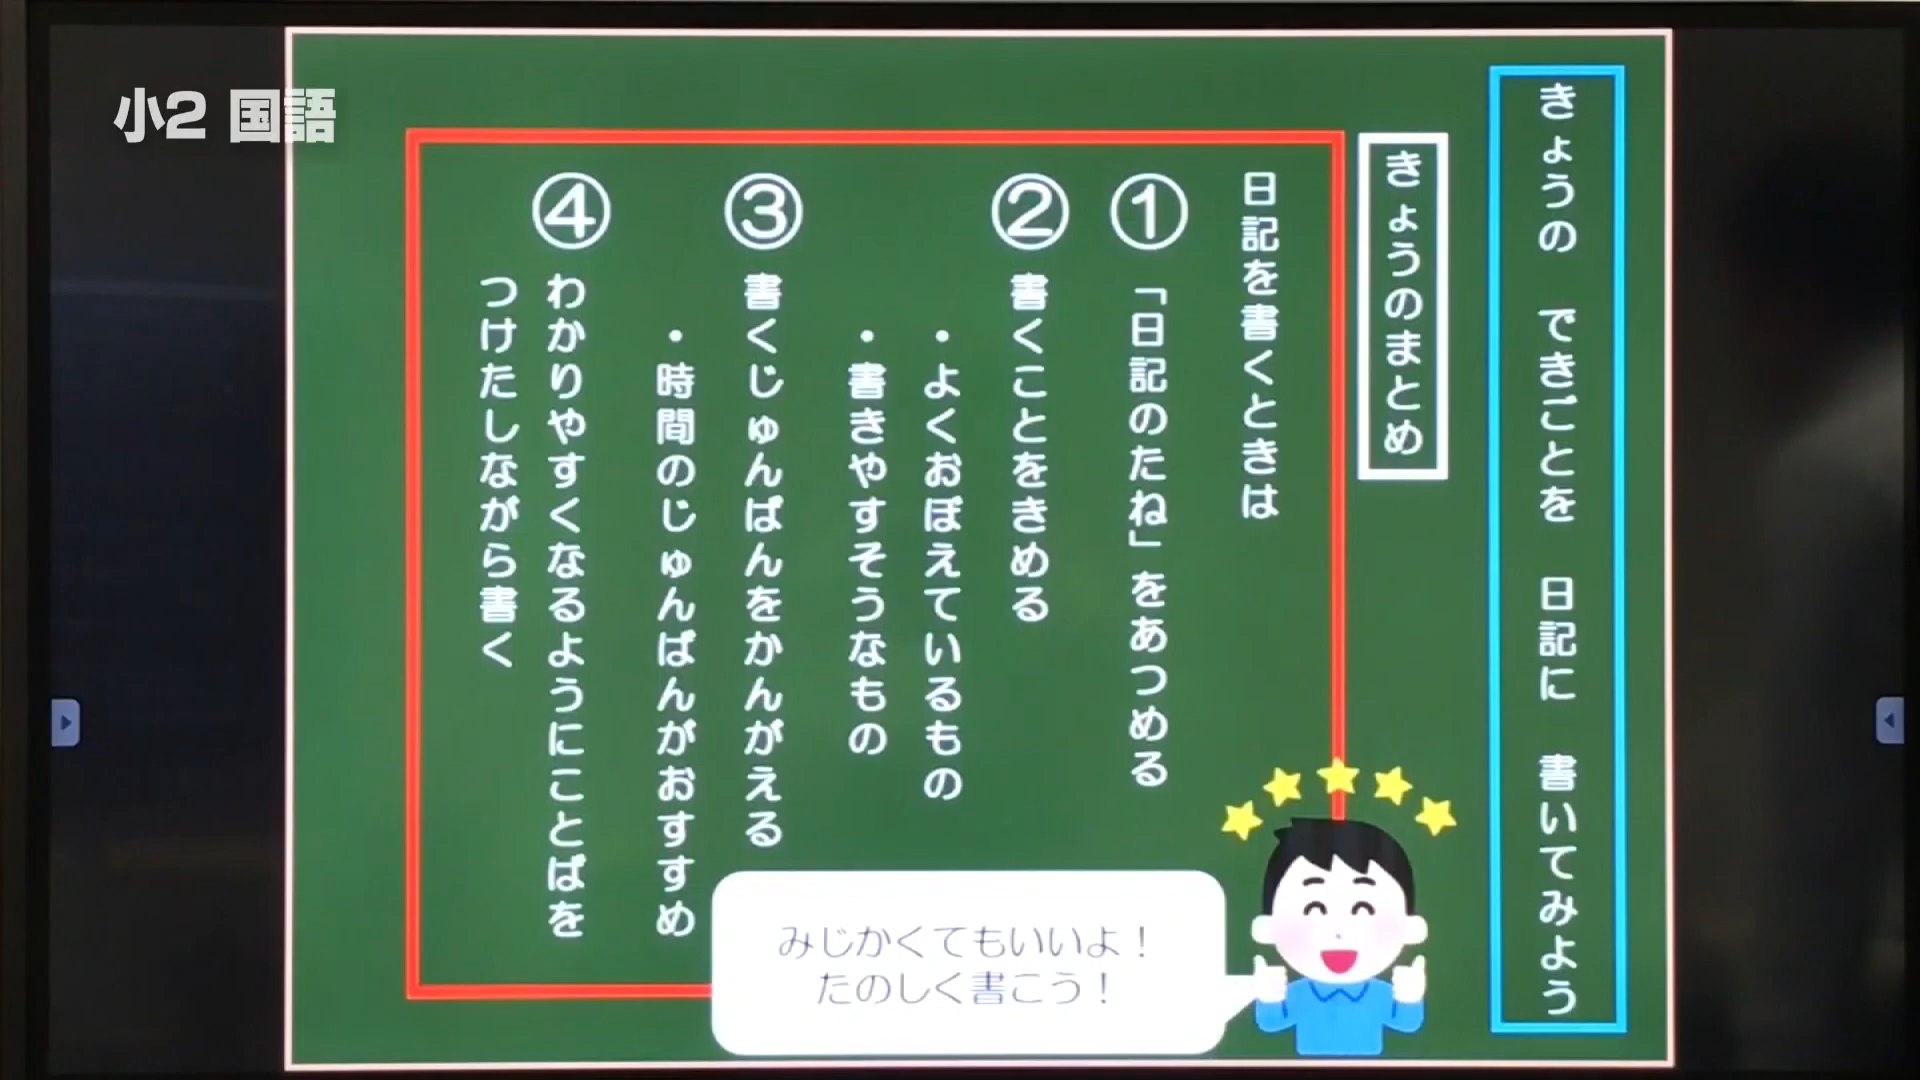 小2 国語
きょうの できごとを 日記に 書いてみよう
きょうのまとめ
日記を書くときは
① 「日記のたね」をあつめる
② 書くことをきめる
・よくおぼえているもの
・書きやすそうなもの
③ 書くじゅんばんをかんがえる
・時間のじゅんばんがおすすめ
④ わかりやすくなるようにことばを
つけたしながら書く
みじかくてもいいよ！
たのしく書こう！